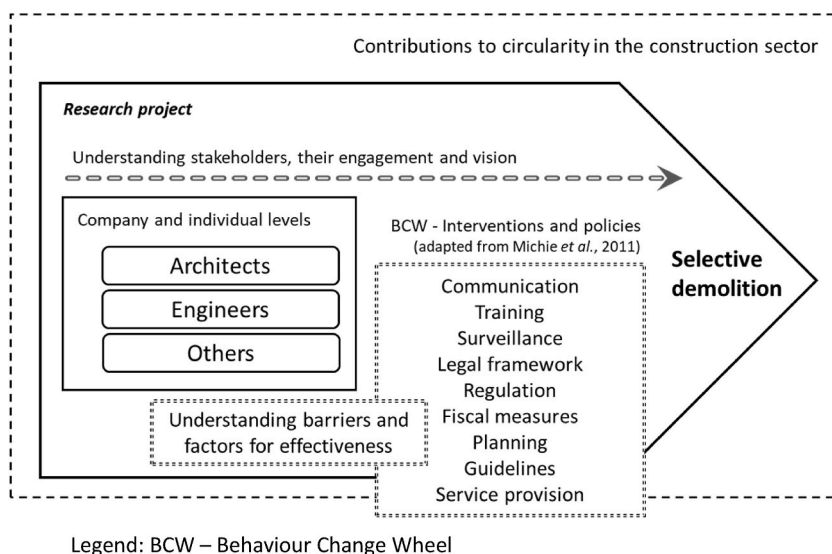 Contributions to circularity in the construction sector
Research project
Understanding stakeholders, their engagement and vision
Company and individual levels
Architects
Engineers
Others
Understanding barriers and
factors for effectiveness
BCW - Interventions and policies
(adapted from Michie et al., 2011)
Communication
Training
Surveillance
Legal framework
Regulation
Fiscal measures
Planning
Guidelines
Service provision
Selective
demolition
Legend: BCW – Behaviour Change Wheel